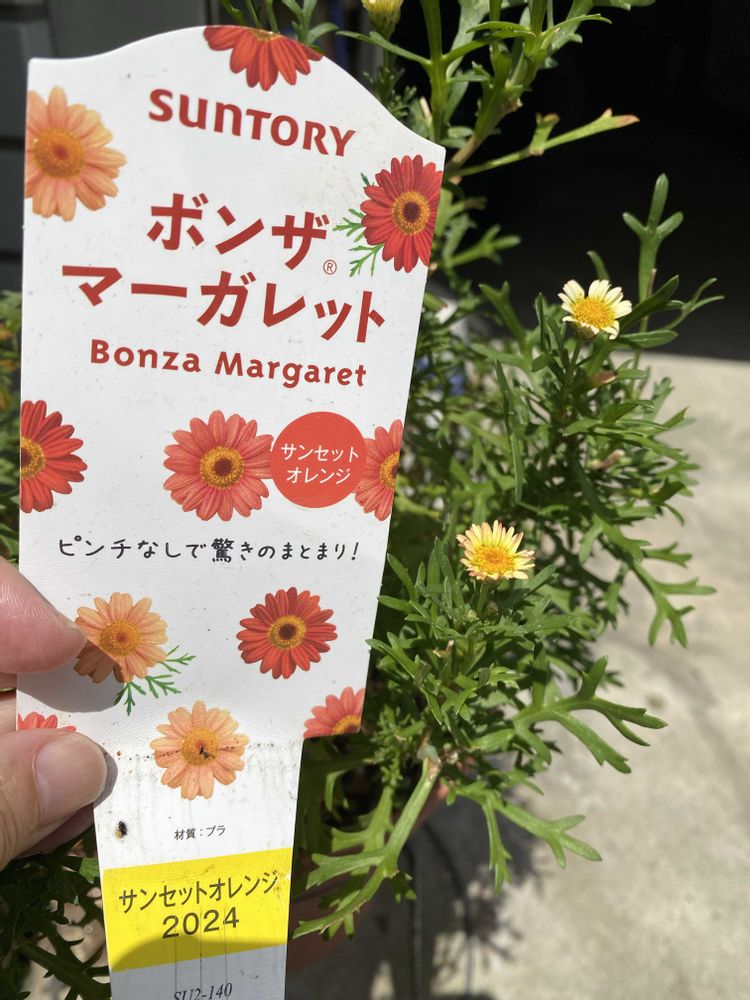 SUNTORY
ボンザ®
マーガレット
Bonza Margaret
サンセット
オレンジ
ピンチなしで驚きのまとまり!
材質:プラ
サンセットオレンジ
2024
SU2-140